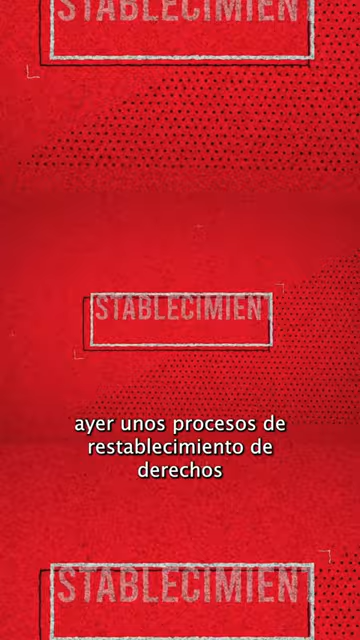 STABLECIMIEN
STABLECIMIEN
ayer unos procesos de
restablecimiento de
derechos
STABLECIMIEN